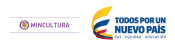 MINCULTURA
TODOS POR UN
NUEVO PAÍS
PAZ EQUIDAD EDUCACIÓN